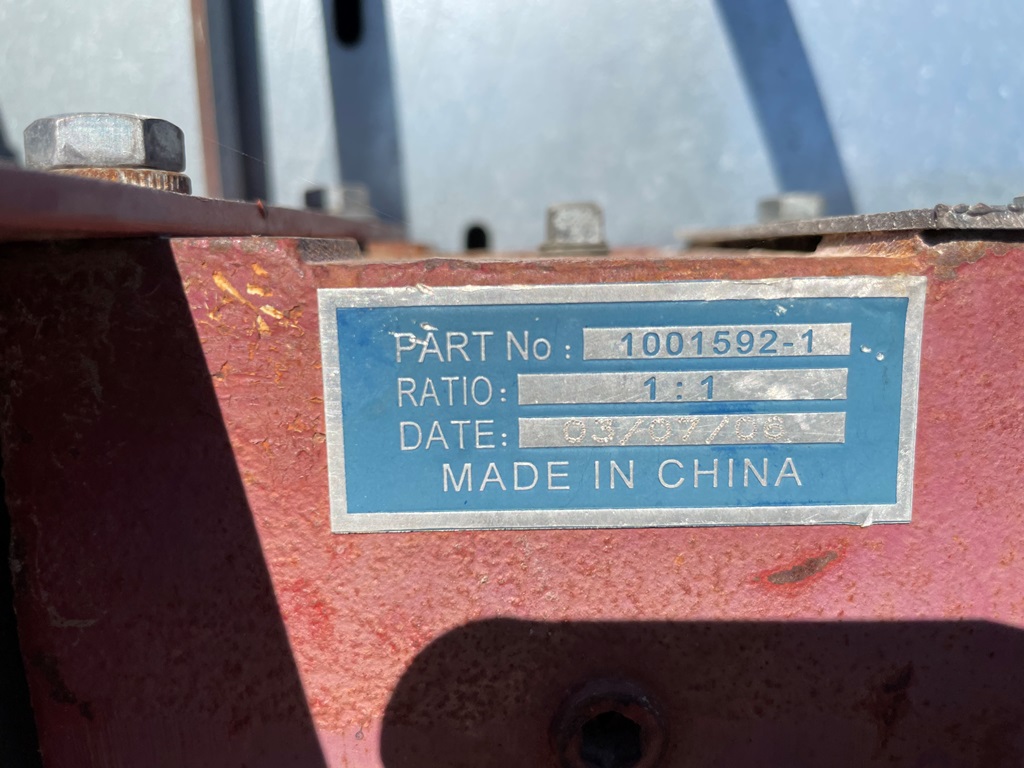 PART No : 1001592-1
RATIO: 1 : 1
DATE: 03/07/08
MADE IN CHINA